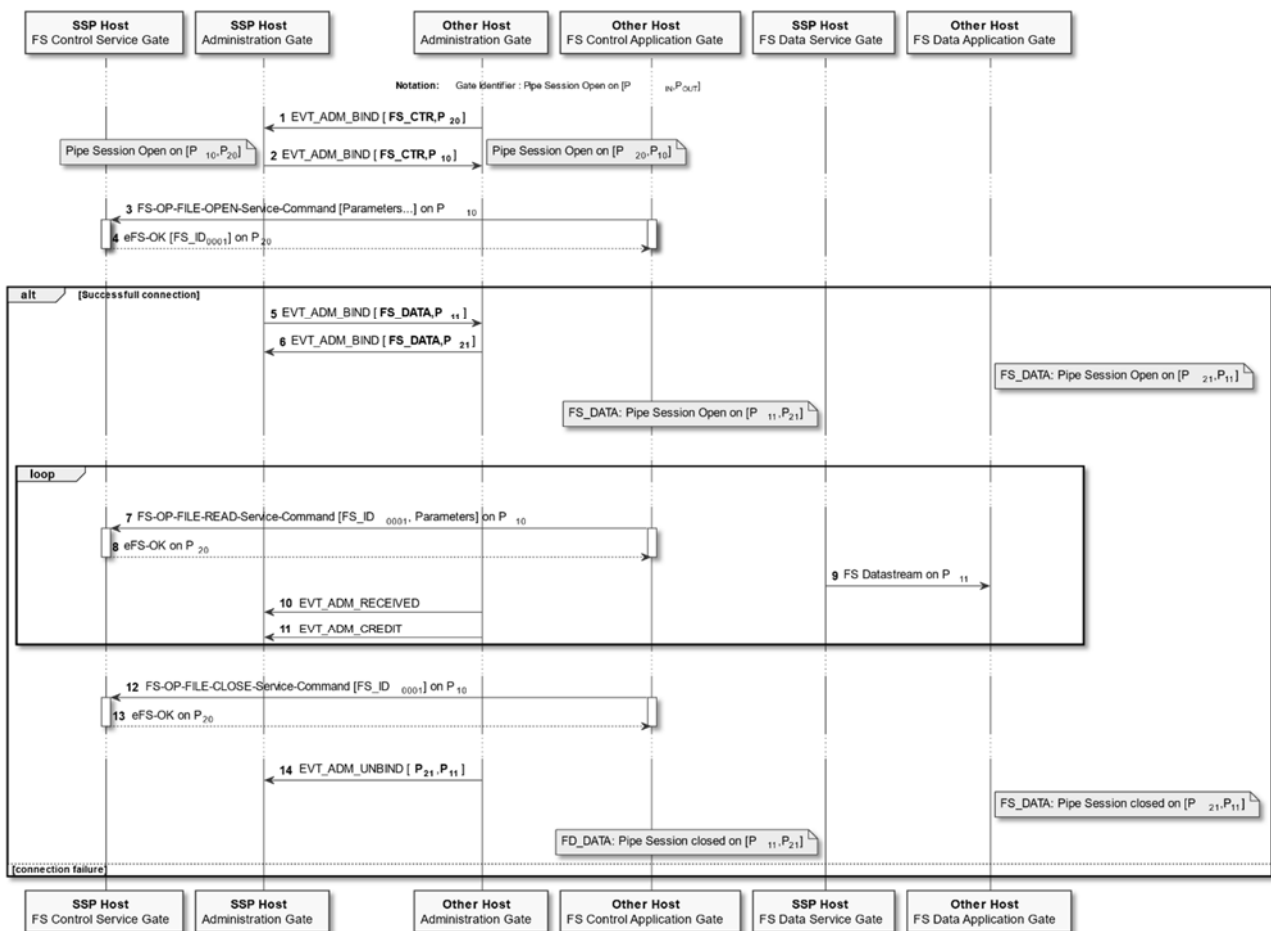 SSP Host
FS Control Service Gate
SSP Host
Administration Gate
Other Host
Administration Gate
Other Host
FS Control Application Gate
SSP Host
FS Data Service Gate
Other Host
FS Data Application Gate
Notation: Gate Identifier : Pipe Session Open on [P IN,POUT]
1 EVT_ADM_BIND [ FS_CTR,P 20]
Pipe Session Open on [P 10,P20]
2 EVT_ADM_BIND [ FS_CTR,P 10]
Pipe Session Open on [P 20,P10]
3 FS-OP-FILE-OPEN-Service-Command [Parameters...] on P 10
4 eFS-OK [FS_ID0001] on P20
alt [Successfull connection]
5 EVT_ADM_BIND [ FS_DATA,P 11]
6 EVT_ADM_BIND [ FS_DATA,P 21]
FS_DATA: Pipe Session Open on [P 21,P11]
FS_DATA: Pipe Session Open on [P 11,P21]
loop
7 FS-OP-FILE-READ-Service-Command [FS_ID 0001, Parameters] on P 10
8 eFS-OK on P 20
9 FS Datastream on P 11
10 EVT_ADM_RECEIVED
11 EVT_ADM_CREDIT
12 FS-OP-FILE-CLOSE-Service-Command [FS_ID 0001] on P10
13 eFS-OK on P20
14 EVT_ADM_UNBIND [ P21,P11]
FS_DATA: Pipe Session closed on [P 21,P11]
FD_DATA: Pipe Session closed on [P 11,P21]
[connection failure]
SSP Host
FS Control Service Gate
SSP Host
Administration Gate
Other Host
Administration Gate
Other Host
FS Control Application Gate
SSP Host
FS Data Service Gate
Other Host
FS Data Application Gate